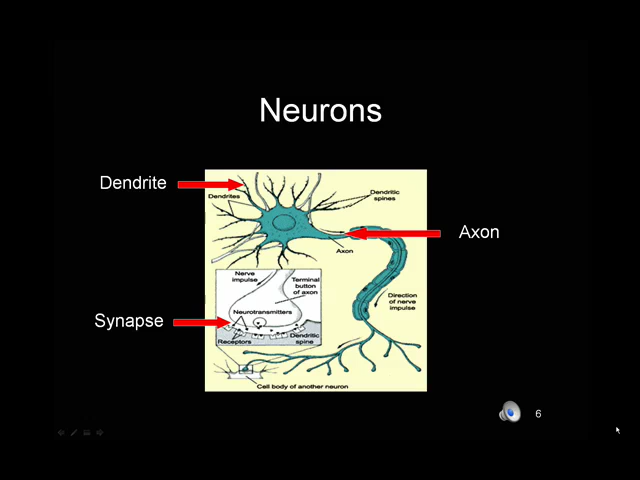 Neurons
Dendrite
Dendrites
Dendritic
spines
Axon
Axon
Nerve
impulse
Terminal
button
of axon
Direction
of nerve
impulse
Neurotransmitters
Synapse
Receptors
Dendritic
spine
Cell body of another neuron
6